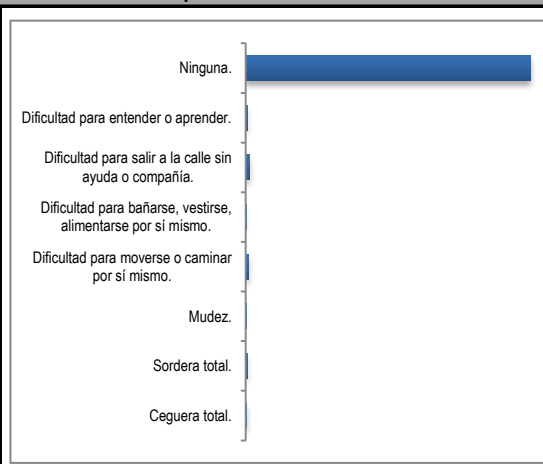 Ninguna.
Dificultad para entender o aprender.
Dificultad para salir a la calle sin
ayuda o compañía.
Dificultad para bañarse, vestirse,
alimentarse por sí mismo.
Dificultad para moverse o caminar
por sí mismo.
Mudez.
Sordera total.
Ceguera total.